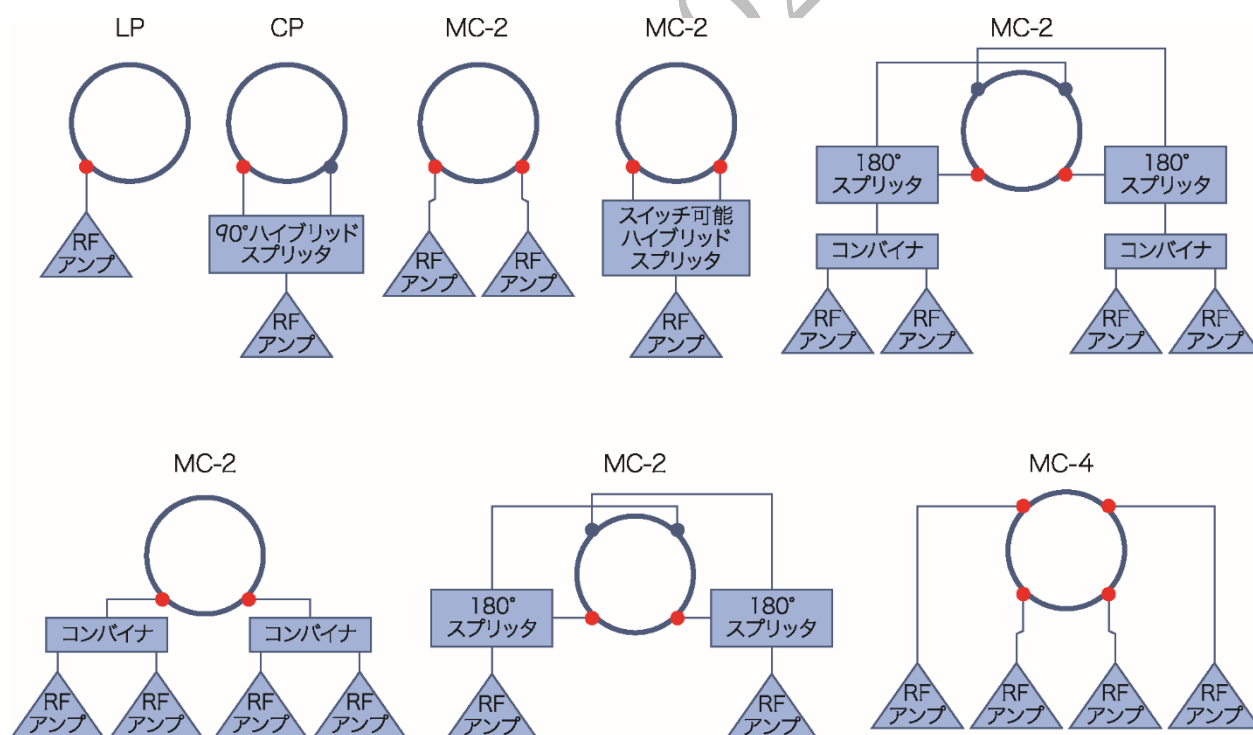 LP
CP
MC-2
MC-2
MC-2
RF
アンプ
90°ハイブリッド
スプリッタ
RF
アンプ
RF
アンプ
RF
アンプ
スイッチ可能
ハイブリッド
スプリッタ
RF
アンプ
180°
スプリッタ
コンバイナ
RF
アンプ
RF
アンプ
180°
スプリッタ
コンバイナ
RF
アンプ
RF
アンプ
MC-2
MC-2
MC-4
コンバイナ
RF
アンプ
RF
アンプ
コンバイナ
RF
アンプ
RF
アンプ
180°
スプリッタ
RF
アンプ
180°
スプリッタ
RF
アンプ
RF
アンプ
RF
アンプ
RF
アンプ
RF
アンプ